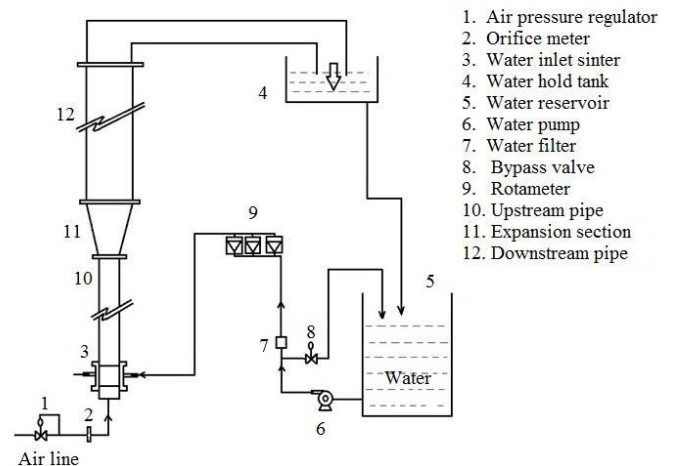 1. Air pressure regulator
2. Orifice meter
3. Water inlet sinter
4. Water hold tank
5. Water reservoir
6. Water pump
7. Water filter
8. Bypass valve
9. Rotameter
10. Upstream pipe
11. Expansion section
12. Downstream pipe
4
12
9
11
5
10
8
7
3
Water
1
2
6
Air line